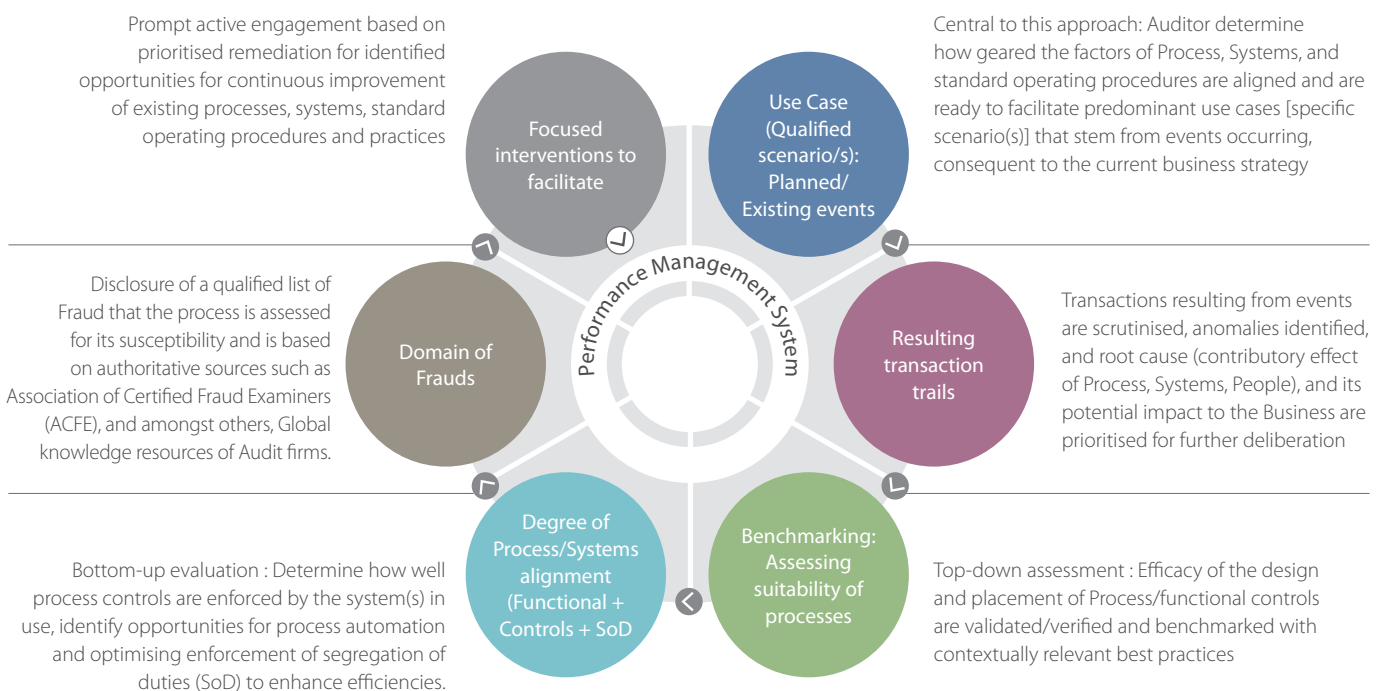 Prompt active engagement based on
prioritised remediation for identified
opportunities for continuous improvement
of existing processes, systems, standard
operating procedures and practices
Focused
interventions to
facilitate
Use Case
(Qualified
scenario/s):
Planned/
Existing events
Central to this approach: Auditor determine
how geared the factors of Process, Systems, and
standard operating procedures are aligned and are
ready to facilitate predominant use cases [specific
scenario(s)] that stem from events occurring,
consequent to the current business strategy
Performance Management System
Disclosure of a qualified list of
Fraud that the process is assessed
for its susceptibility and is based
on authoritative sources such as
Association of Certified Fraud Examiners
(ACFE), and amongst others, Global
knowledge resources of Audit firms.
Domain of
Frauds
Resulting
transaction
trails
Transactions resulting from events
are scrutinised, anomalies identified,
and root cause (contributory effect
of Process, Systems, People), and its
potential impact to the Business are
prioritised for further deliberation
Bottom-up evaluation : Determine how well
process controls are enforced by the system(s) in
use, identify opportunities for process automation
and optimising enforcement of segregation of
duties (SoD) to enhance efficiencies.
Degree of
Process/Systems
alignment
(Functional +
Controls + SoD
Benchmarking:
Assessing
suitability of
processes
Top-down assessment : Efficacy of the design
and placement of Process/functional controls
are validated/verified and benchmarked with
contextually relevant best practices